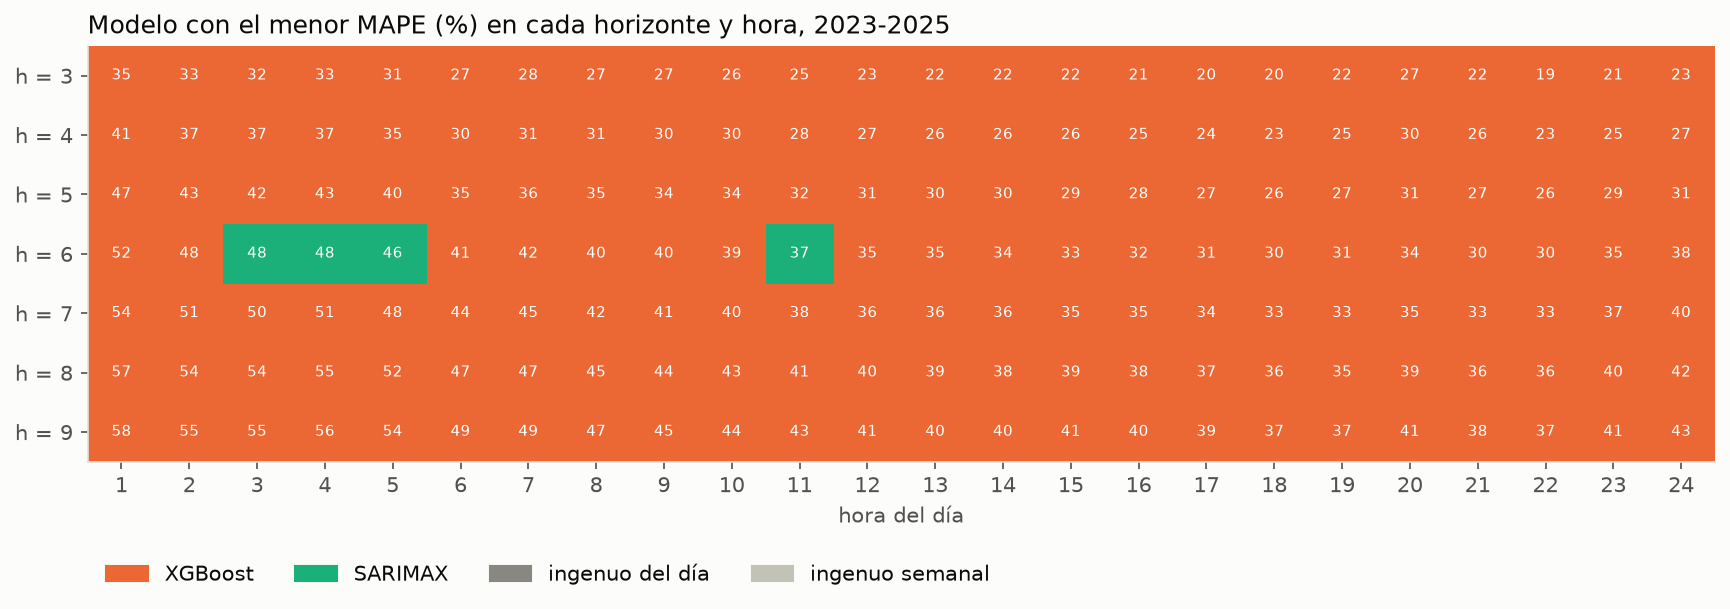 Modelo con el menor MAPE (%) en cada horizonte y hora, 2023-2025
h = 3 35 33 32 33 31 27 28 27 27 26 25 23 22 22 22 21 20 20 22 27 22 19 21 23
h = 4 41 37 37 37 35 30 31 31 30 30 28 27 26 26 26 25 24 23 25 30 26 23 25 27
h = 5 47 43 42 43 40 35 36 35 34 34 32 31 30 30 29 28 27 26 27 31 27 26 29 31
h = 6 52 48 48 48 46 41 42 40 40 39 37 35 35 34 33 32 31 30 31 34 30 30 35 38
h = 7 54 51 50 51 48 44 45 42 41 40 38 36 36 36 35 35 34 33 33 35 33 33 37 40
h = 8 57 54 54 55 52 47 47 45 44 43 41 40 39 38 39 38 37 36 35 39 36 36 40 42
h = 9 58 55 55 56 54 49 49 47 45 44 43 41 40 40 41 40 39 37 37 41 38 37 41 43
1 2 3 4 5 6 7 8 9 10 11 12 13 14 15 16 17 18 19 20 21 22 23 24
hora del día
XGBoost SARIMAX ingenuo del día ingenuo semanal